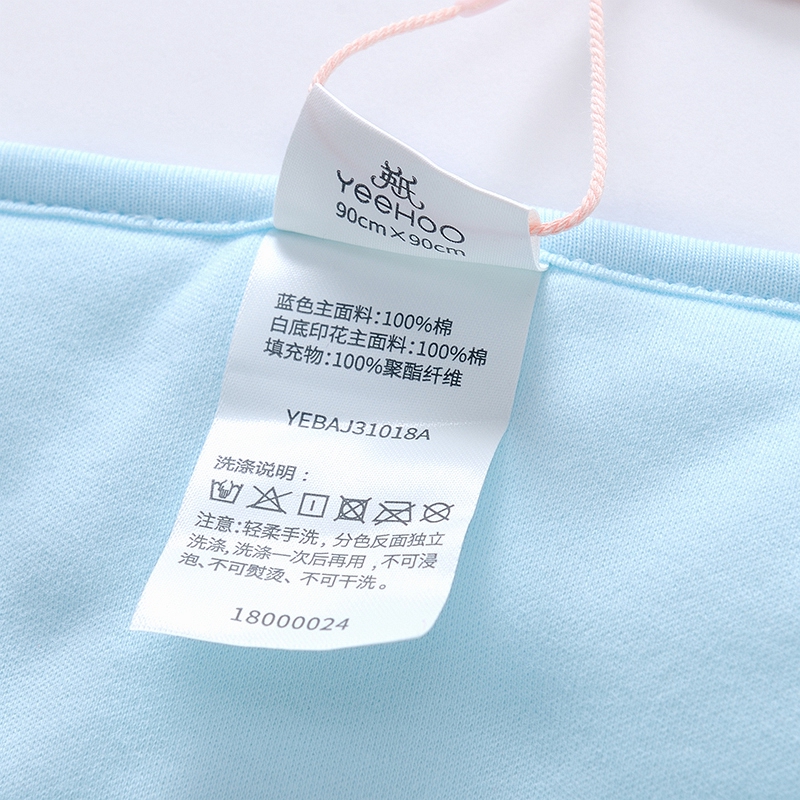 英氏
YeeHoo
90cm×90cm
蓝色主面料:100%棉
白底印花主面料:100%棉
填充物:100%聚酯纤维
YEBAJ31018A
洗涤说明：
注意:轻柔手洗，分色反面独立
洗涤,洗涤一次后再用，不可浸
泡、不可熨烫、不可干洗。
18000024